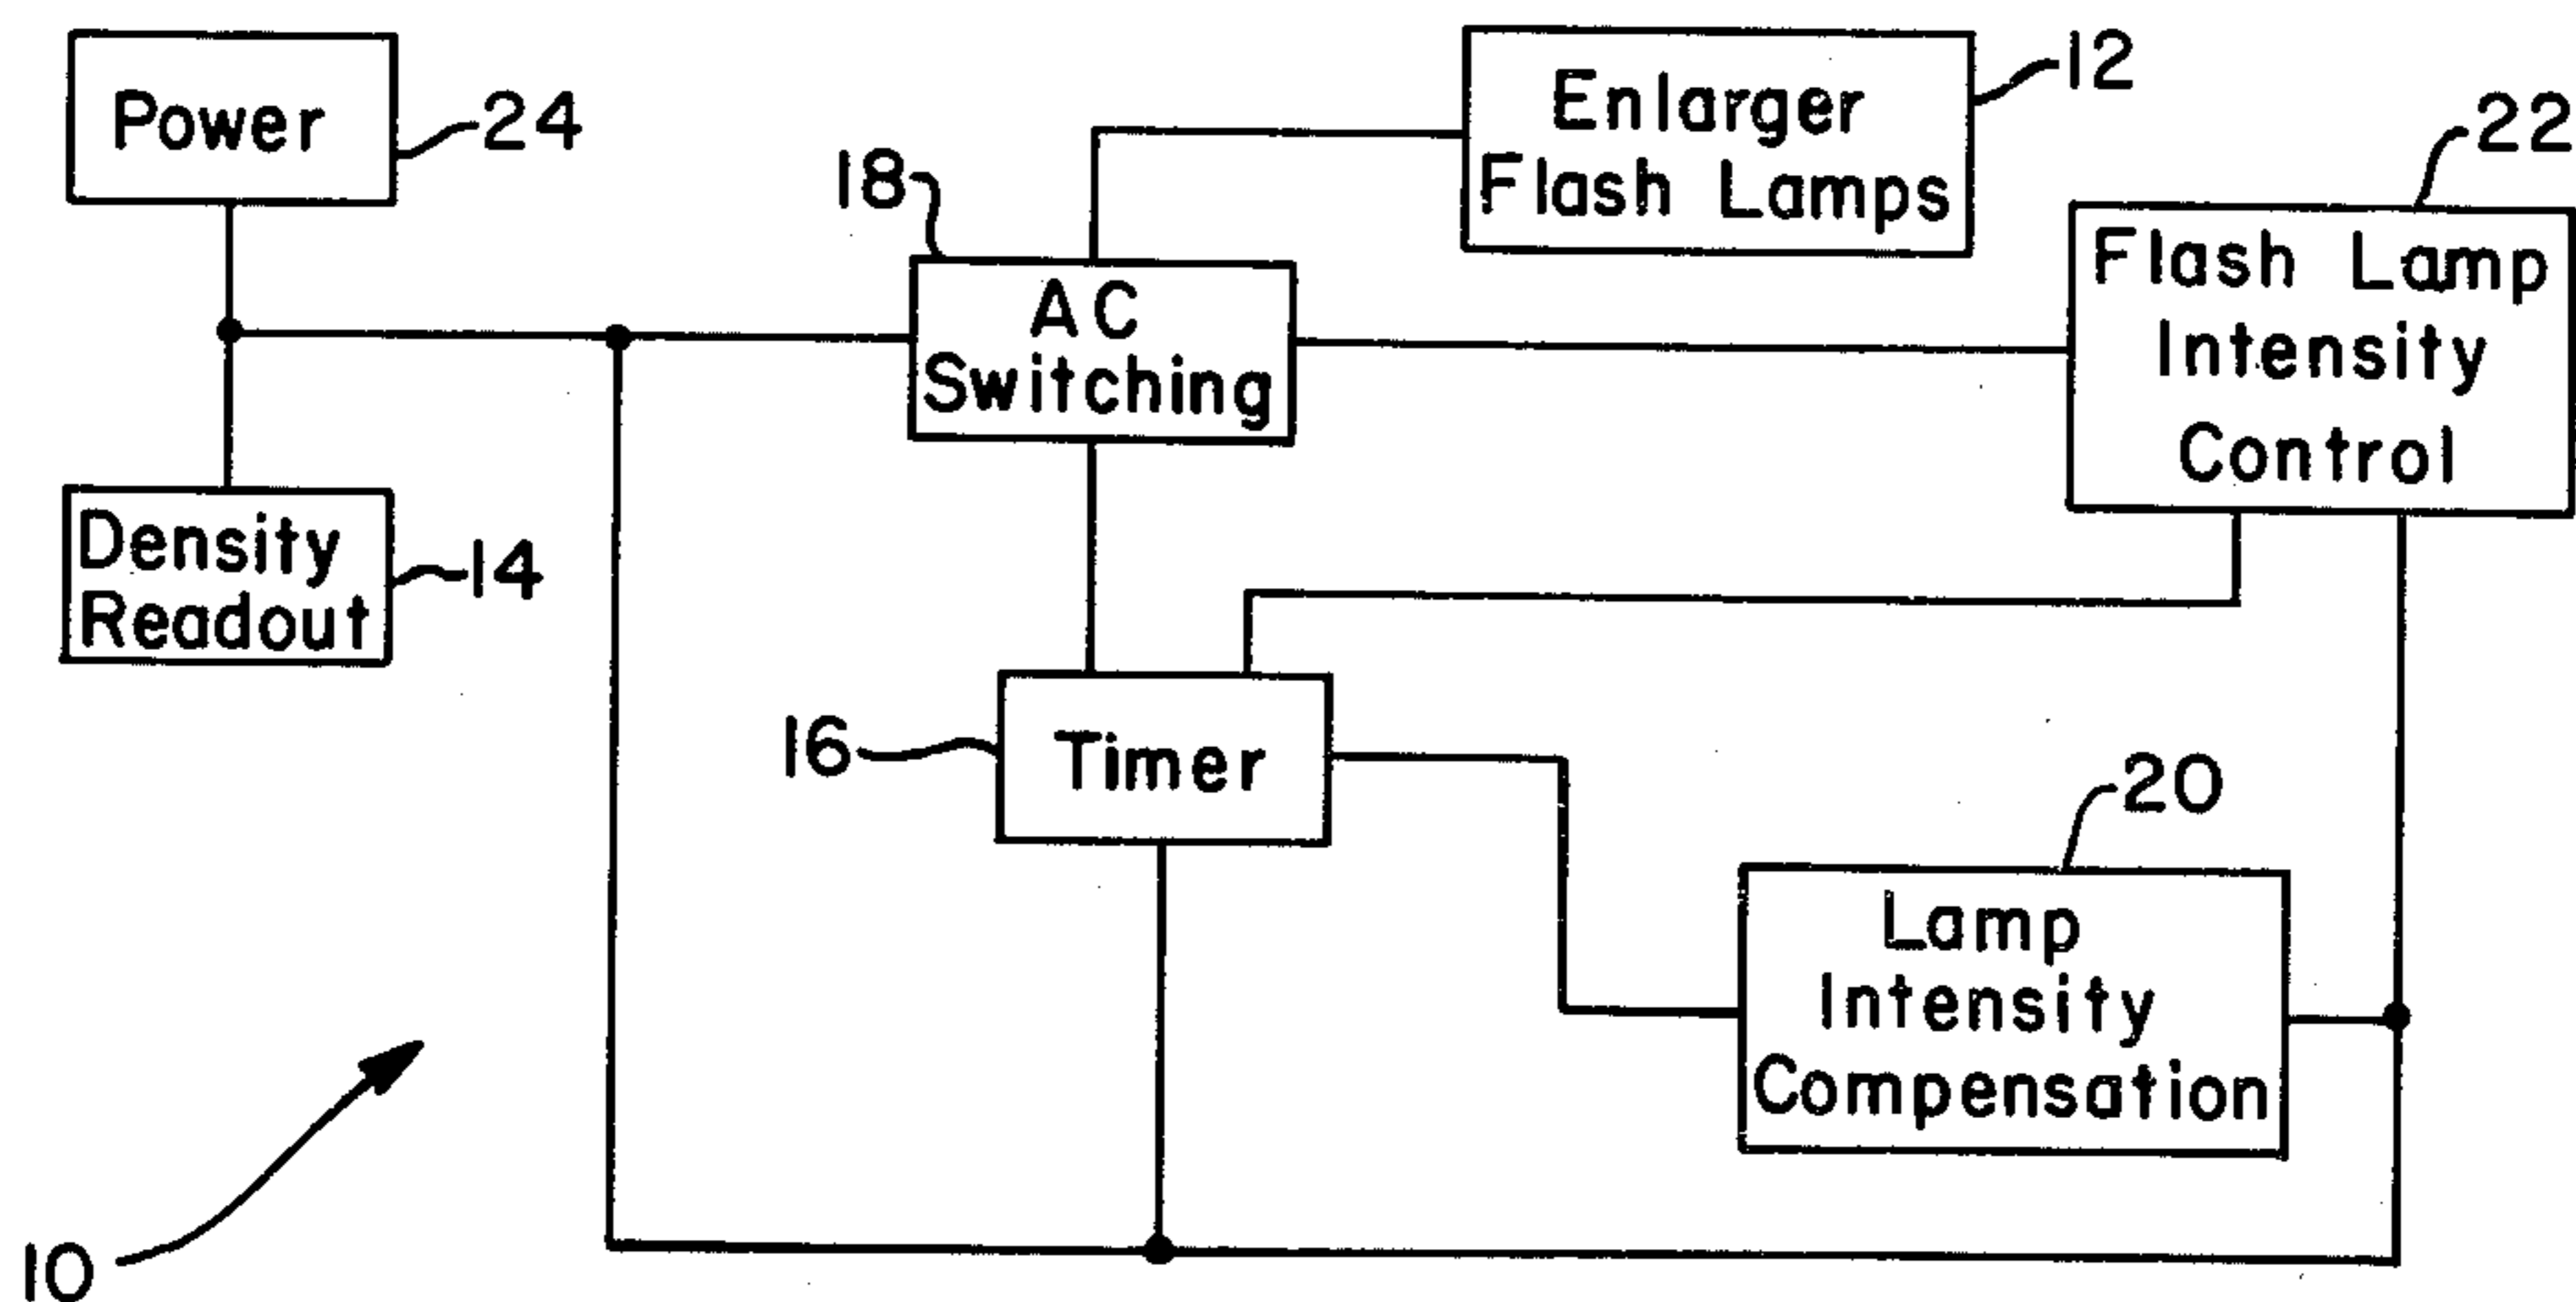 Power
24
Enlarger
Flash Lamps
12
22
18
AC
Switching
Flash Lamp
Intensity
Control
Density
Readout
14
16
Timer
20
Lamp
Intensity
Compensation
10